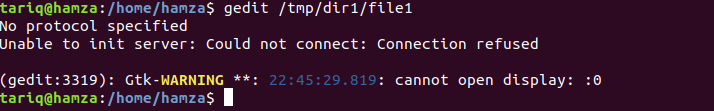 tariq@hamza:/home/hamza$ gedit /tmp/dir1/file1
No protocol specified
Unable to init server: Could not connect: Connection refused
(gedit:3319): Gtk-WARNING **: 22:45:29.819: cannot open display: :0
tariq@hamza:/home/hamza$